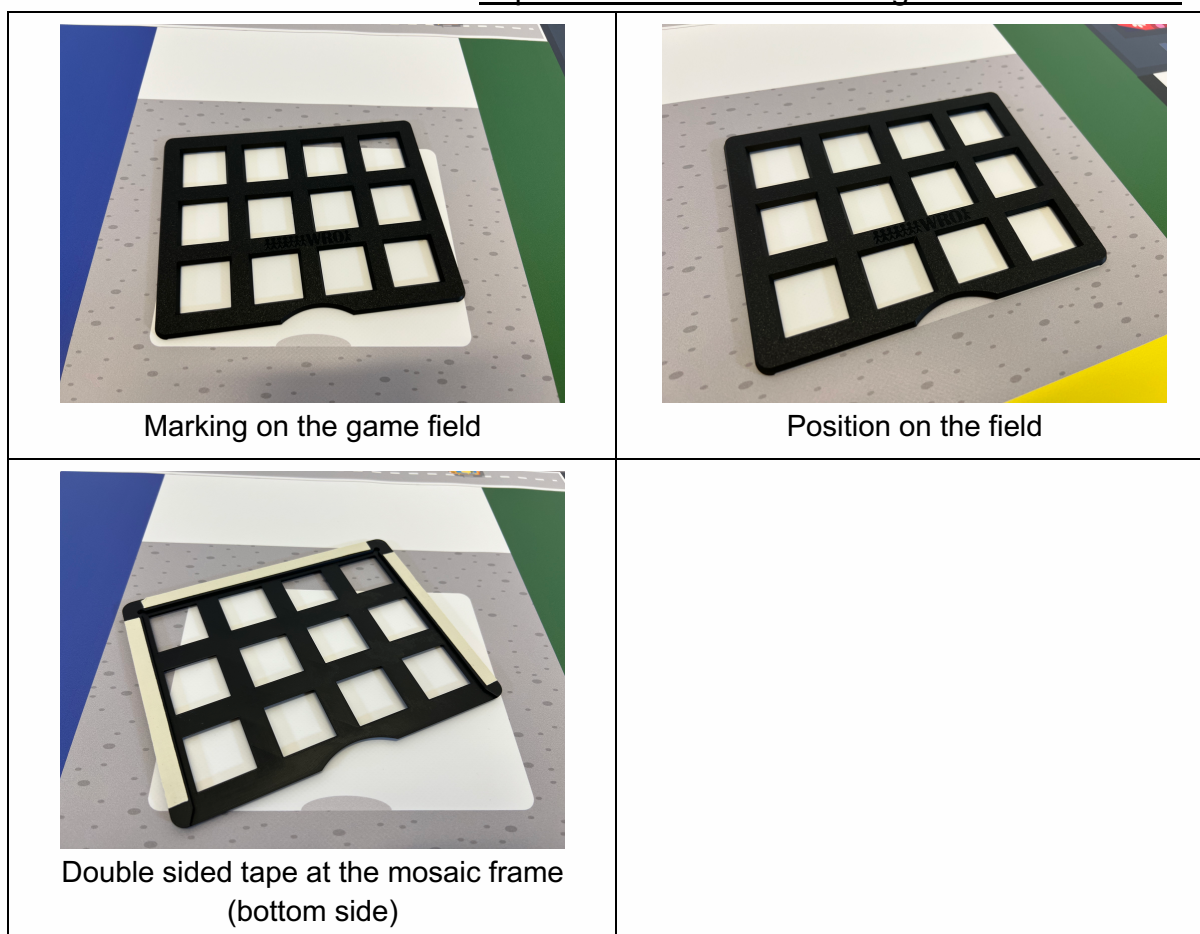 Marking on the game field
Position on the field
Double sided tape at the mosaic frame
(bottom side)